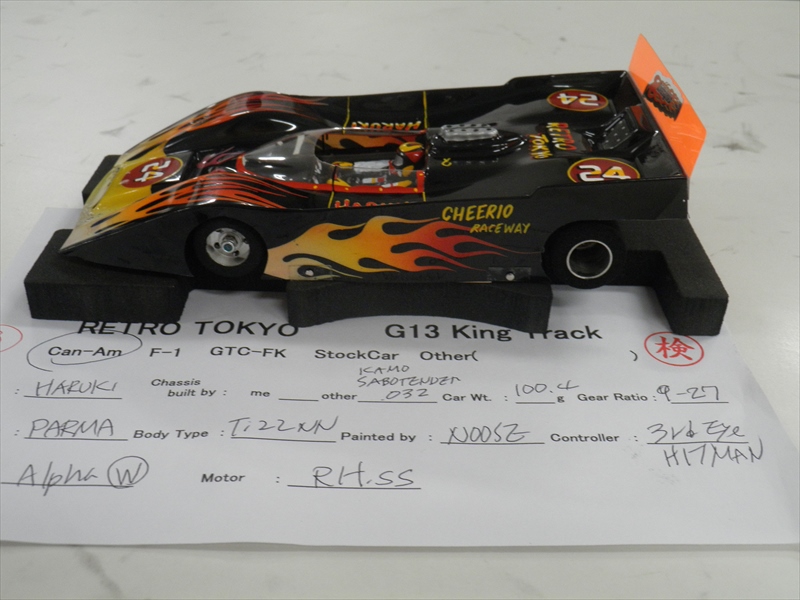 HARUKI
24
24
RETRO
TOKYO
24
CHEERIO
RACEWAY
RETRO TOKYO G13 King Track
Can-Am F-1 GTC-FK StockCar Other( ) 検
KAMO
SABOTENDER
: HARUKI Chassis built by : me other .032 Car Wt. : 100.4 g Gear Ratio : 9-27
: PARMA Body Type : Ti22NN Painted by : NOOSE Controller : 3rd Eye
HITMAN
Alpha W Motor : RH.SS